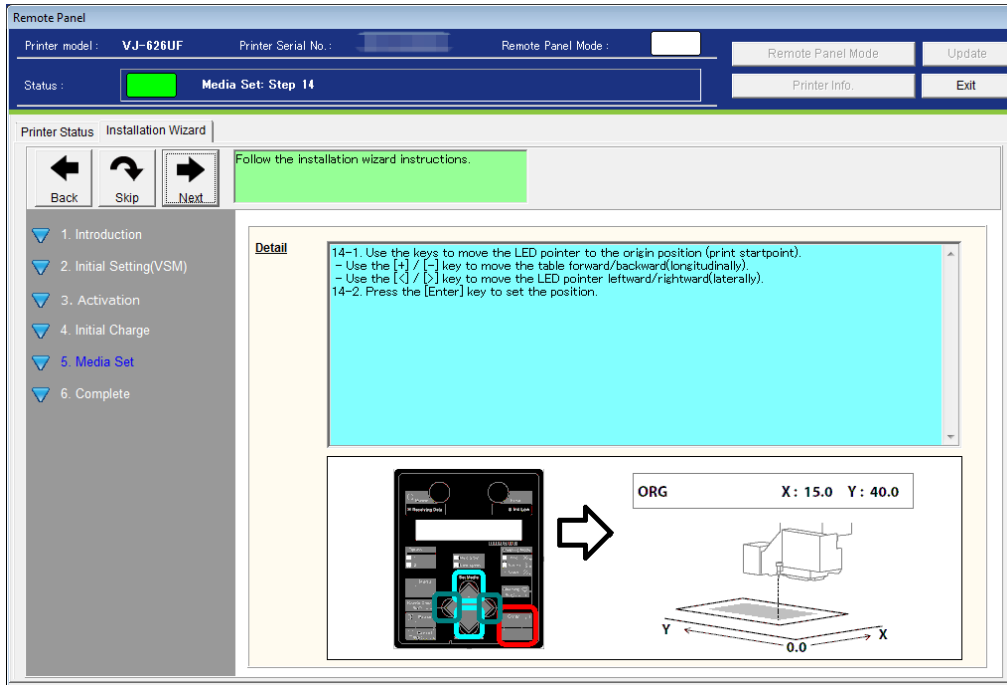 Remote Panel
Printer model :
VJ-626UF
Printer Serial No. :
Remote Panel Mode :
Remote Panel Mode
Update
Status :
Media Set: Step 14
Printer Info.
Exit
Printer Status
Installation Wizard
Back
Skip
Next
Follow the installation wizard instructions.
1. Introduction
2. Initial Setting(VSM)
3. Activation
4. Initial Charge
5. Media Set
6. Complete
Detail
14-1. Use the keys to move the LED pointer to the origin position (print startpoint).
- Use the [+] / [-] key to move the table forward/backward(longitudinally).
- Use the [<] / [>] key to move the LED pointer leftward/rightward(laterally).
14-2. Press the [Enter] key to set the position.
Receiving Data
Set Media
ORG
X : 15.0 Y : 40.0
Y
0.0
X